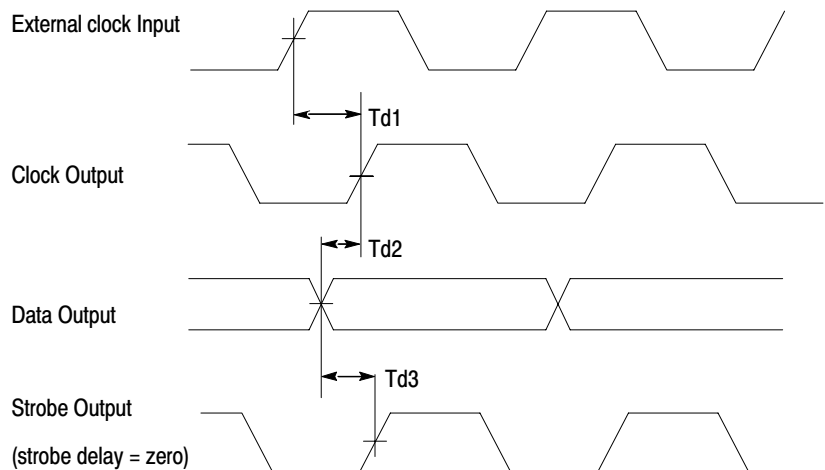 External clock Input
Td1
Clock Output
Td2
Data Output
Td3
Strobe Output
(strobe delay = zero)